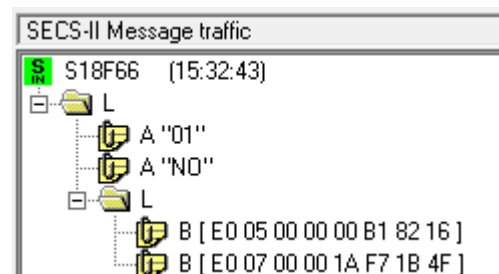 SECS-II Message traffic
S IN S18F66 (15:32:43)
L
A "01"
A "NO"
L
B [ E0 05 00 00 00 B1 82 16 ]
B [ E0 07 00 00 1A F7 1B 4F ]